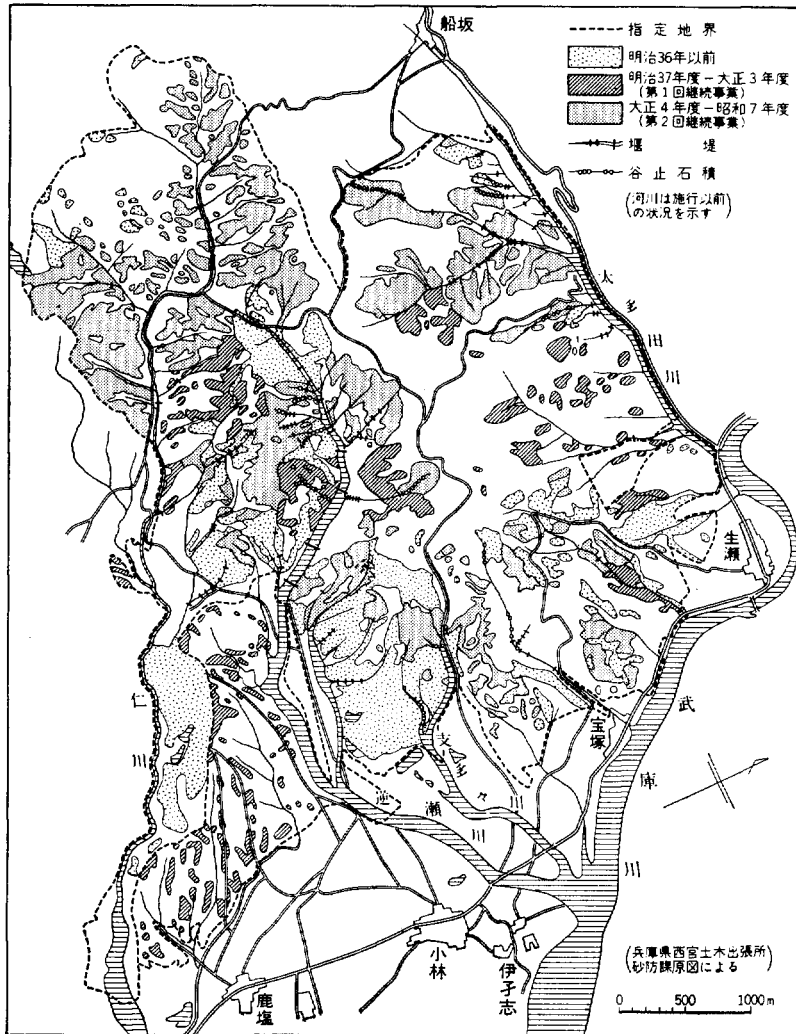 船坂
指定地界
明治36年以前
明治37年度－大正3年度
(第1回継続事業)
大正4年度－昭和7年度
(第2回継続事業)
堰堤
谷止石積
(河川は施行以前
の状況を示す)
太多田川
生瀬
仁川
宝塚
武庫川
支多々川
逆瀬川
小林
伊孑志
鹿塩
(兵庫県西宮土木出張所
砂防課原図による)
0 500 1000m